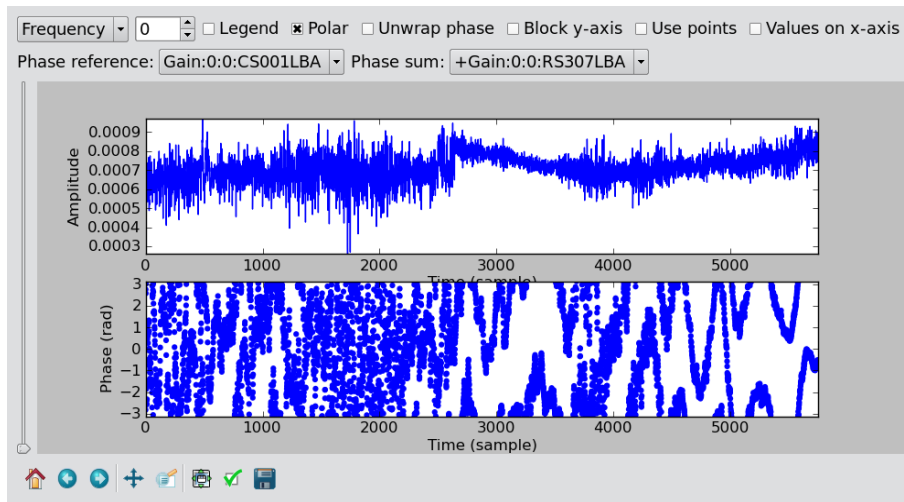 Frequency 0 Legend Polar Unwrap phase Block y-axis Use points Values on x-axis
Phase reference: Gain:0:0:CS001LBA Phase sum: +Gain:0:0:RS307LBA
0.0009
0.0008
0.0007
0.0006
0.0005
0.0004
0.0003
Amplitude
0 1000 2000 3000 4000 5000
Time (sample)
3
2
1
0
−1
−2
−3
Phase (rad)
0 1000 2000 3000 4000 5000
Time (sample)